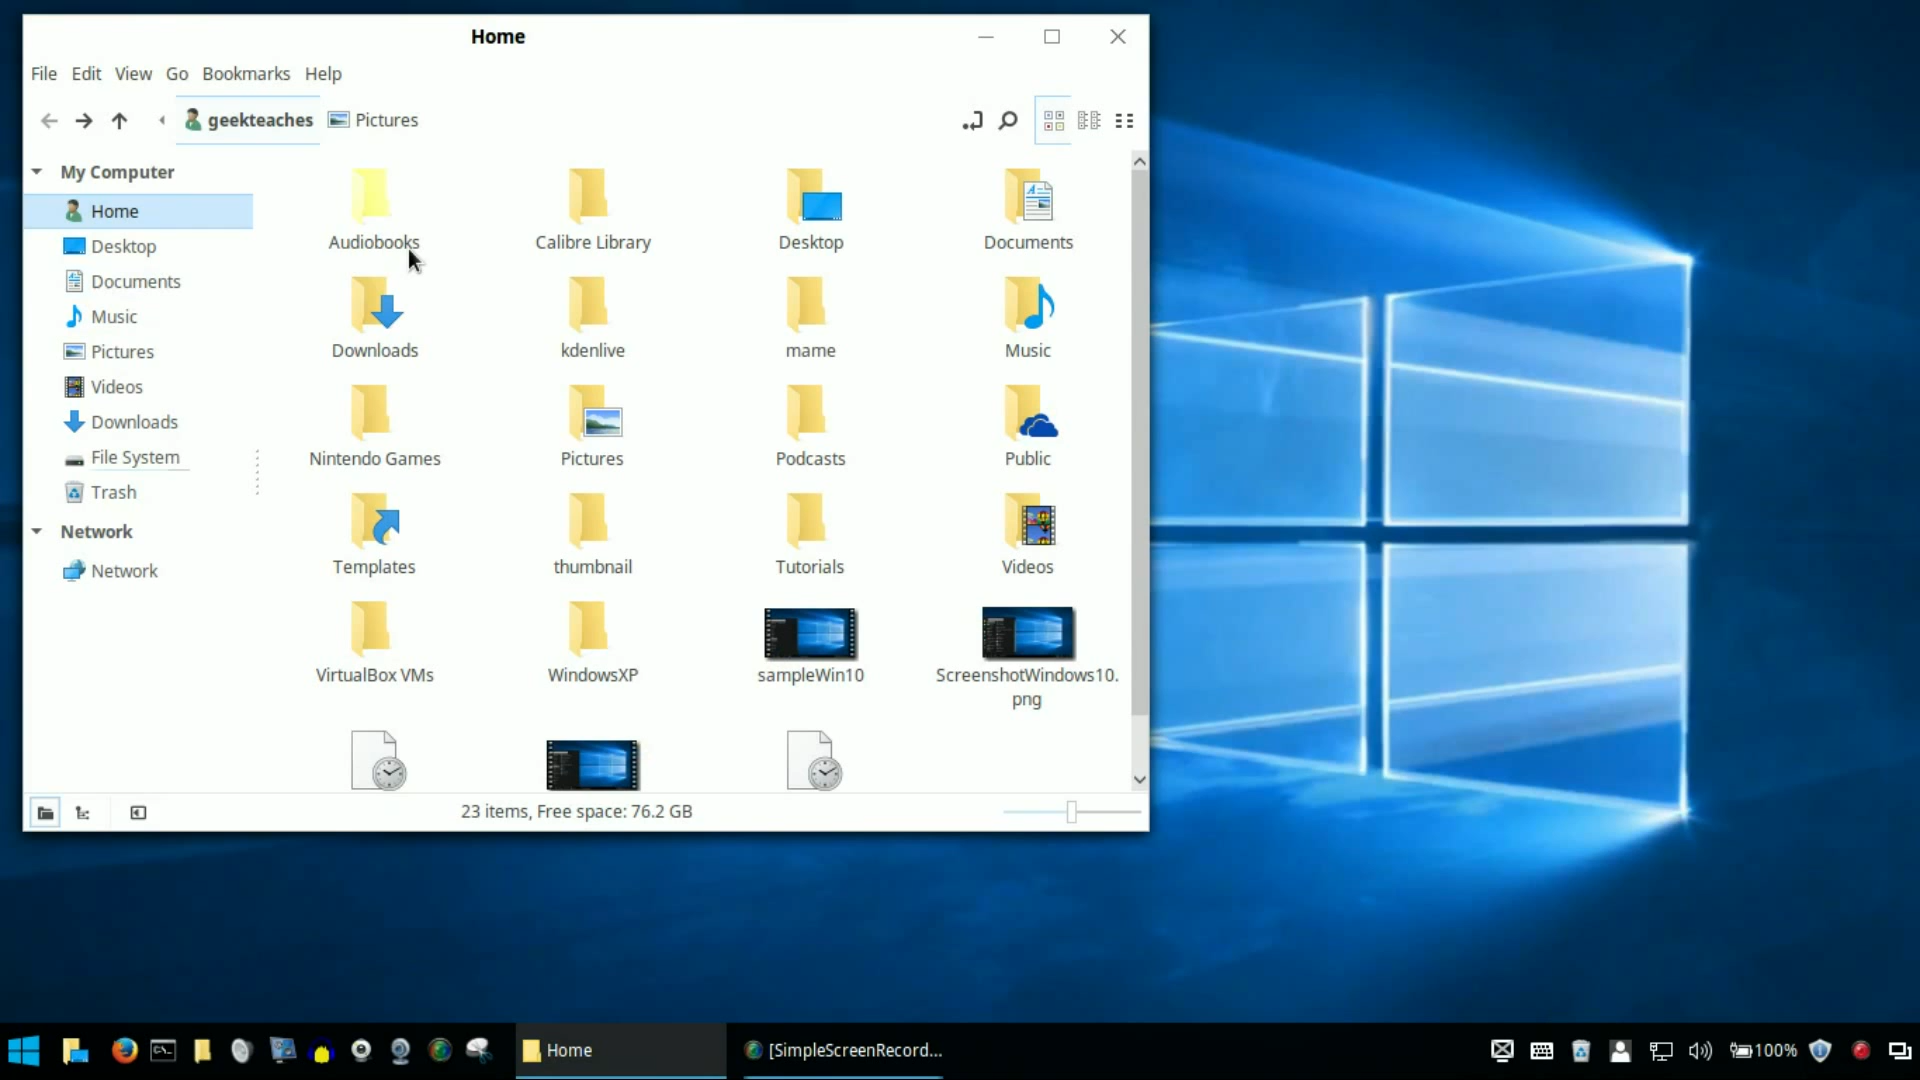 Home
File Edit View Go Bookmarks Help
geekteaches Pictures
My Computer
Home
Desktop
Documents
Music
Pictures
Videos
Downloads
File System
Trash
Network
Network
Audiobooks Calibre Library Desktop Documents
Downloads kdenlive mame Music
Nintendo Games Pictures Podcasts Public
Templates thumbnail Tutorials Videos
VirtualBox VMs WindowsXP sampleWin10 ScreenshotWindows10.
png
23 items, Free space: 76.2 GB
Home [SimpleScreenRecord... 100%